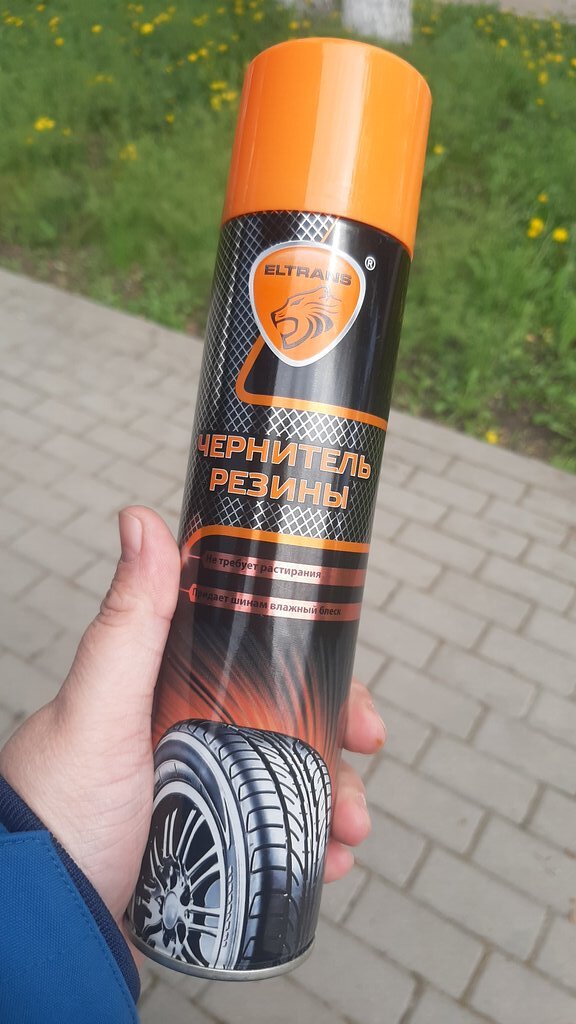 ELTRANS
®
ЧЕРНИТЕЛЬ
РЕЗИНЫ
Не требует растирания
Придает шинам влажный блеск